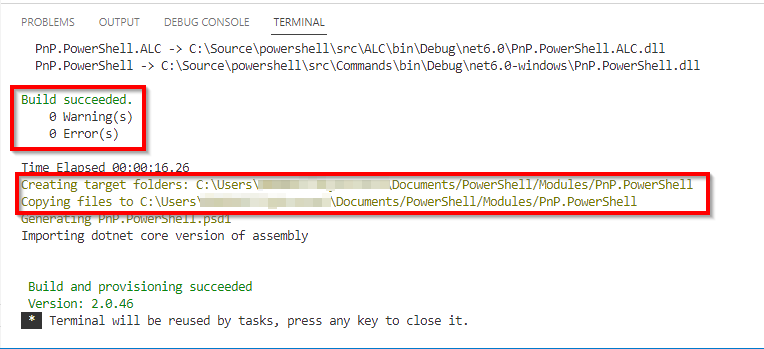 PROBLEMS OUTPUT DEBUG CONSOLE TERMINAL
PnP.PowerShell.ALC -> C:\Source\powershell\src\ALC\bin\Debug\net6.0\PnP.PowerShell.ALC.dll
PnP.PowerShell -> C:\Source\powershell\src\Commands\bin\Debug\net6.0-windows\PnP.PowerShell.dll
Build succeeded.
0 Warning(s)
0 Error(s)
Time Elapsed 00:00:16.26
Creating target folders: C:\Users\ \Documents/PowerShell/Modules/PnP.PowerShell
Copying files to C:\Users\ \Documents/PowerShell/Modules/PnP.PowerShell
Generating PnP.PowerShell.psd1
Importing dotnet core version of assembly
Build and provisioning succeeded
Version: 2.0.46
* Terminal will be reused by tasks, press any key to close it.